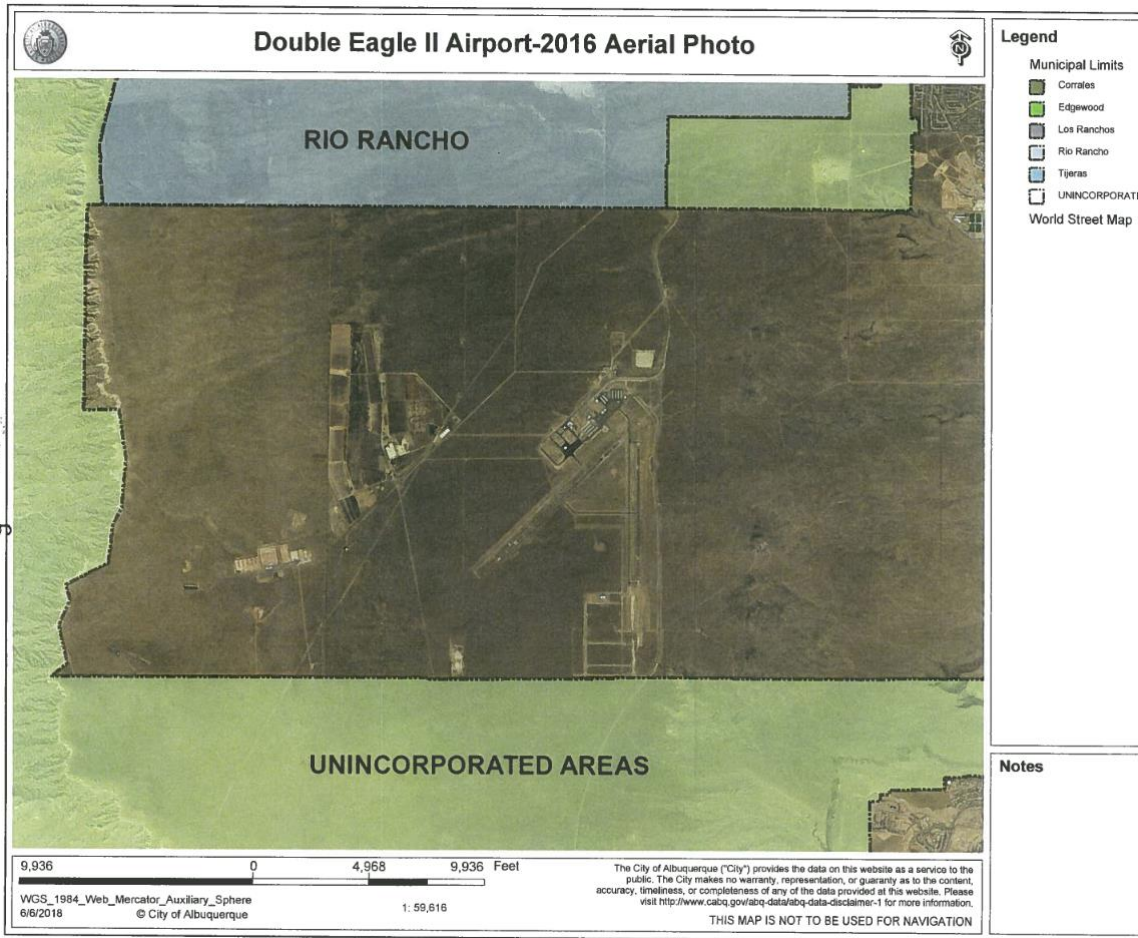 Double Eagle II Airport-2016 Aerial Photo
N
Legend
Municipal Limits
Corrales
Edgewood
Los Ranchos
Rio Rancho
Tijeras
UNINCORPORATE
World Street Map
RIO RANCHO
UNINCORPORATED AREAS
Notes
9,936 0 4,968 9,936 Feet
WGS_1984_Web_Mercator_Auxiliary_Sphere
6/6/2018 © City of Albuquerque
1: 59,616
The City of Albuquerque ("City") provides the data on this website as a service to the
public. The City makes no warranty, representation, or guaranty as to the content,
accuracy, timeliness, or completeness of any of the data provided at this website. Please
visit http://www.cabq.gov/abq-data/abq-data-disclaimer-1 for more information.
THIS MAP IS NOT TO BE USED FOR NAVIGATION